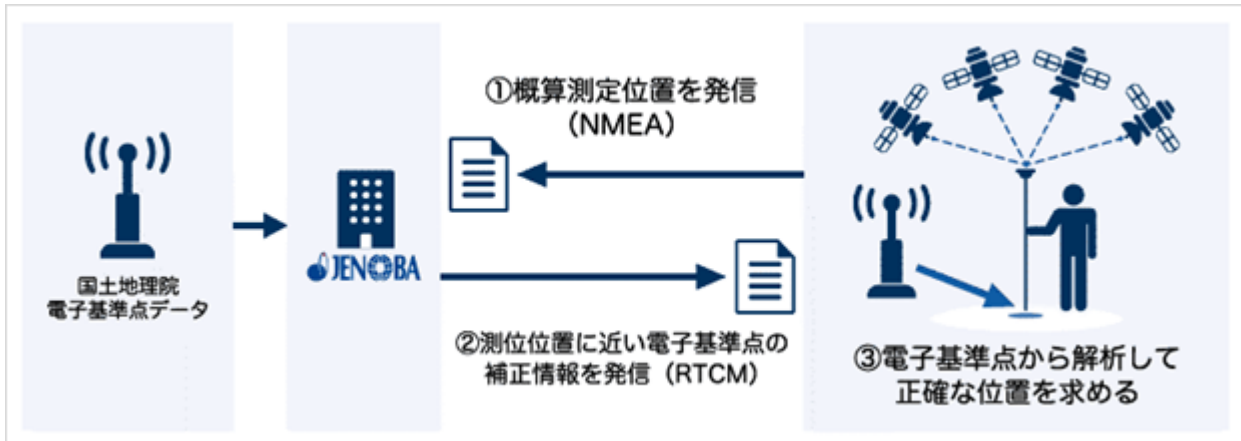 国土地理院
電子基準点データ
JENOBA
①概算測定位置を発信
（NMEA）
②測位位置に近い電子基準点の
補正情報を発信（RTCM）
③電子基準点から解析して
正確な位置を求める